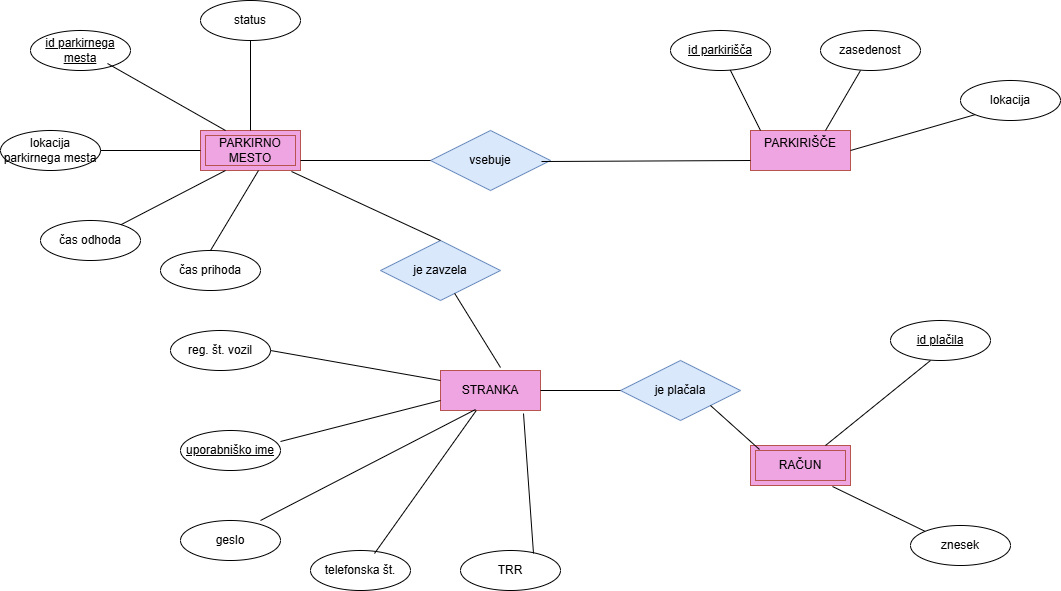 status
id parkirnega
mesta
id parkirišča
zasedenost
lokacija
lokacija
parkirnega mesta
PARKIRNO
MESTO
vsebuje
PARKIRIŠČE
čas odhoda
čas prihoda
je zavzela
reg. št. vozil
id plačila
STRANKA
je plačala
uporabniško ime
RAČUN
geslo
znesek
telefonska št.
TRR